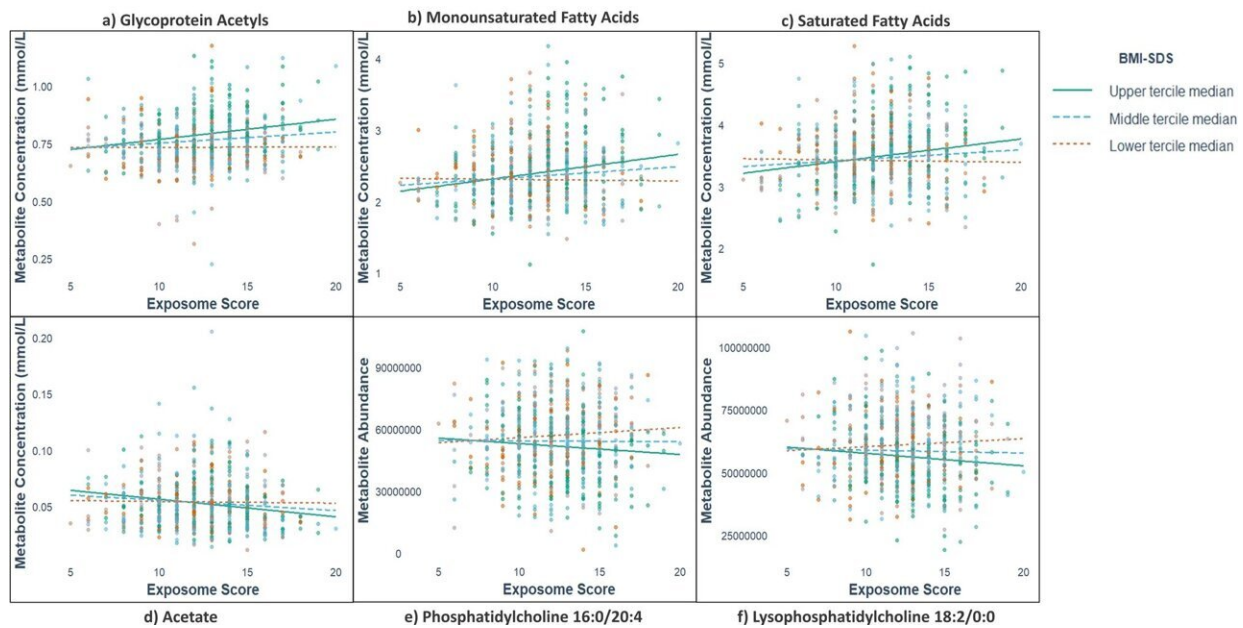 a) Glycoprotein Acetyls
b) Monounsaturated Fatty Acids
c) Saturated Fatty Acids
Metabolite Concentration (mmol/L
1.00
0.75
0.50
0.25
5
10
15
20
Exposome Score
Metabolite Concentration (mmol/L
4
3
2
1
5
10
15
20
Exposome Score
Metabolite Concentration (mmol/L
5
4
3
2
5
10
15
20
Exposome Score
BMI-SDS
Upper tercile median
Middle tercile median
Lower tercile median
Metabolite Concentration (mmol/L
0.20
0.15
0.10
0.05
5
10
15
20
Exposome Score
Metabolite Abundance
90000000
60000000
30000000
0
5
10
15
20
Exposome Score
Metabolite Abundance
100000000
75000000
50000000
25000000
5
10
15
20
Exposome Score
d) Acetate
e) Phosphatidylcholine 16:0/20:4
f) Lysophosphatidylcholine 18:2/0:0